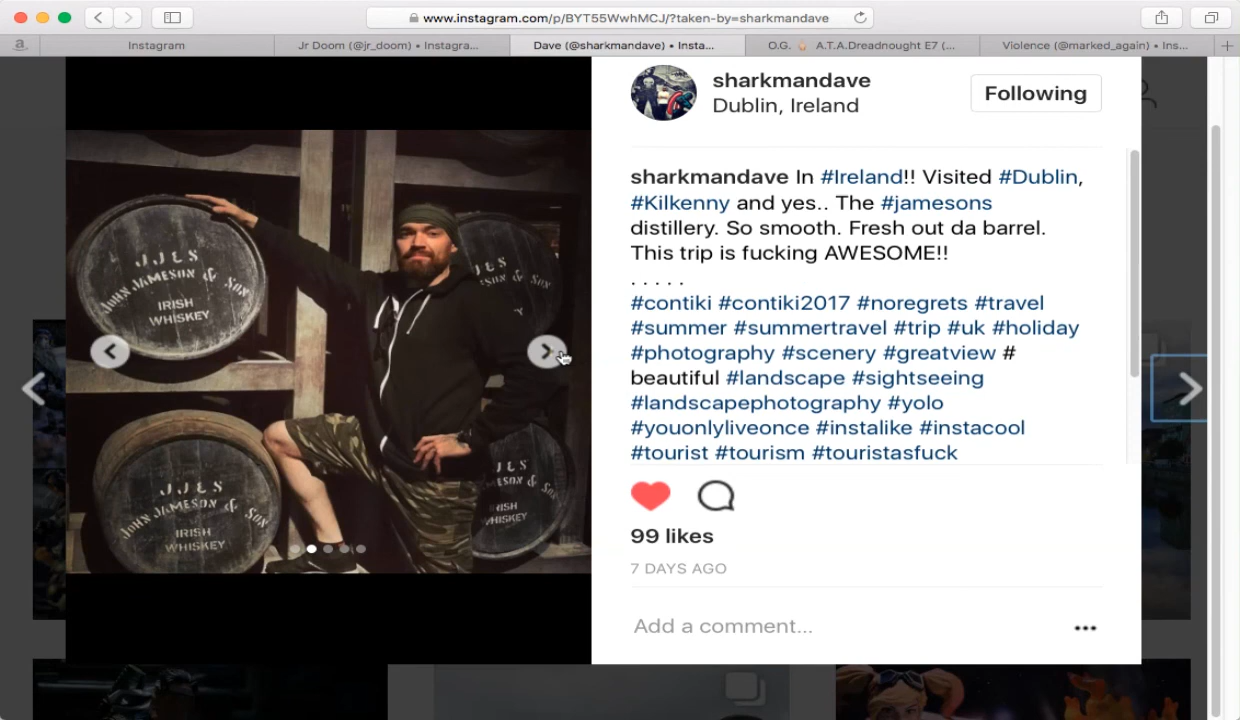 www.instagram.com/p/BYT55WwhMCJ/?taken-by=sharkmandave
a
Instagram
Jr Doom (@jr_doom) • Instagra...
Dave (@sharkmandave) • Insta...
O.G. A.T.A.Dreadnought E7 (...
Violence (@marked_again) • Ins...
sharkmandave
Dublin, Ireland
Following
sharkmandave In #Ireland!! Visited #Dublin,
#Kilkenny and yes.. The #jamesons
distillery. So smooth. Fresh out da barrel.
This trip is fucking AWESOME!!
. . . . .
#contiki #contiki2017 #noregrets #travel
#summer #summertravel #trip #uk #holiday
#photography #scenery #greatview #
beautiful #landscape #sightseeing
#landscapephotography #yolo
#youonlyliveonce #instalike #instacool
#tourist #tourism #touristasfuck
99 likes
7 DAYS AGO
Add a comment...
JJ&S
JOHN JAMESON & SON
IRISH
WHISKEY
JJ&S
JOHN JAMESON & SON
IRISH
WHISKEY
J&S
SON
&S
MESON & SON
IRISH
WHISKEY